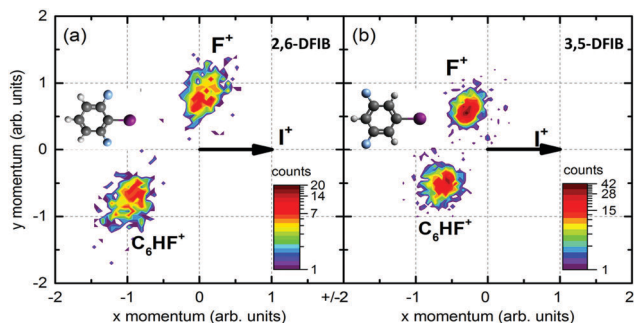 (a) F⁺ 2,6-DFIB
I⁺
counts
20
14
7
1
C₆HF⁺
(b) F⁺ 3,5-DFIB
I⁺
counts
42
28
15
1
C₆HF⁺
y momentum (arb. units)
2
1
0
-1
-2
-2 -1 0 1 +/-2 -1 0 1 2
x momentum (arb. units) x momentum (arb. units)